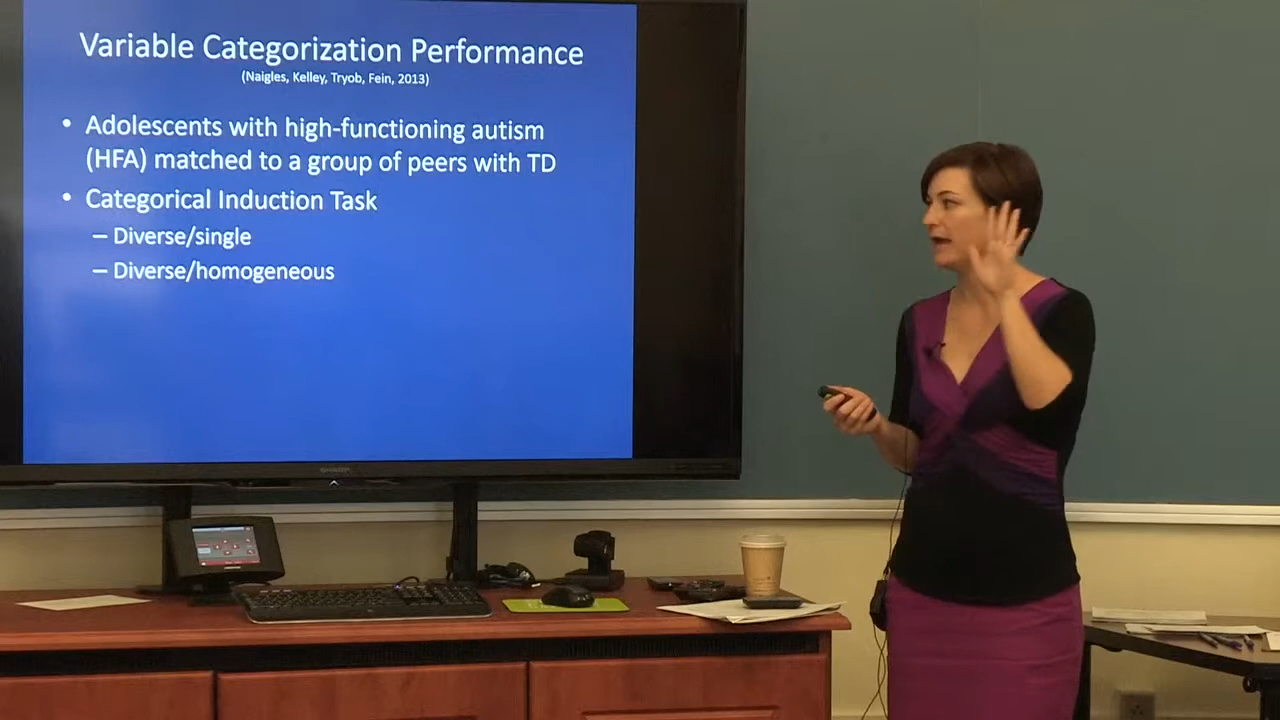 Variable Categorization Performance
(Naigles, Kelley, Tryob, Fein, 2013)
• Adolescents with high-functioning autism
(HFA) matched to a group of peers with TD
• Categorical Induction Task
– Diverse/single
– Diverse/homogeneous
SHARP